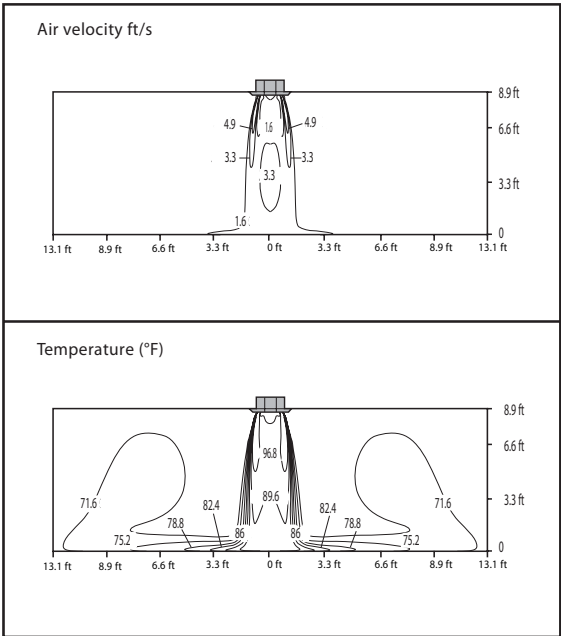 Air velocity ft/s
8.9 ft
4.9 1.6 4.9 6.6 ft
3.3 3.3
3.3 3.3 ft
1.6
0
13.1 ft 8.9 ft 6.6 ft 3.3 ft 0 ft 3.3 ft 6.6 ft 8.9 ft 13.1 ft
Temperature (°F)
8.9 ft
96.8 6.6 ft
71.6 82.4 89.6 82.4 71.6 3.3 ft
78.8 78.8
75.2 86 86 75.2
0
13.1 ft 8.9 ft 6.6 ft 3.3 ft 0 ft 3.3 ft 6.6 ft 8.9 ft 13.1 ft